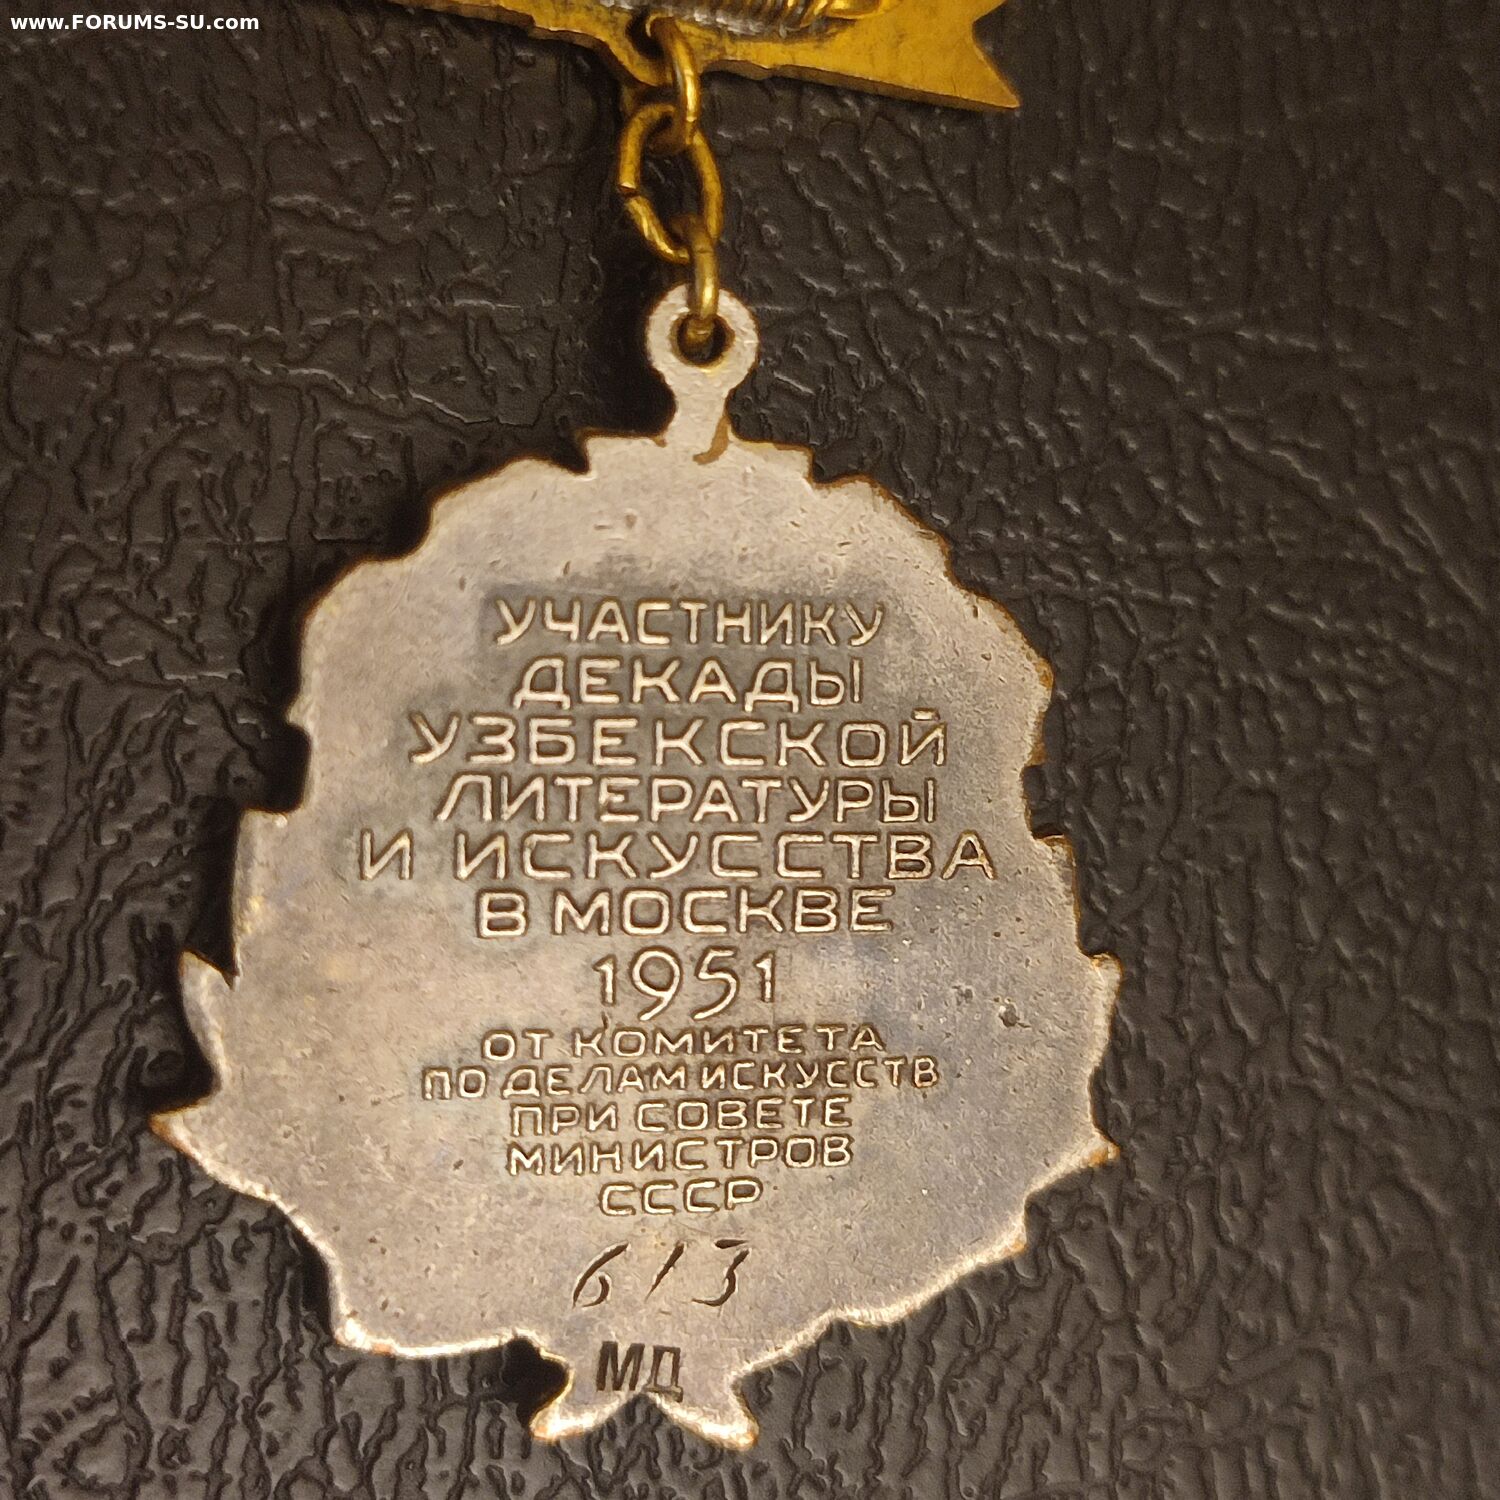 www.FORUMS-SU.com
УЧАСТНИКУ
ДЕКАДЫ
УЗБЕКСКОЙ
ЛИТЕРАТУРЫ
И ИСКУССТВА
В МОСКВЕ
1951
ОТ КОМИТЕТА
ПО ДЕЛАМ ИСКУССТВ
ПРИ СОВЕТЕ
МИНИСТРОВ
СССР
613
МД